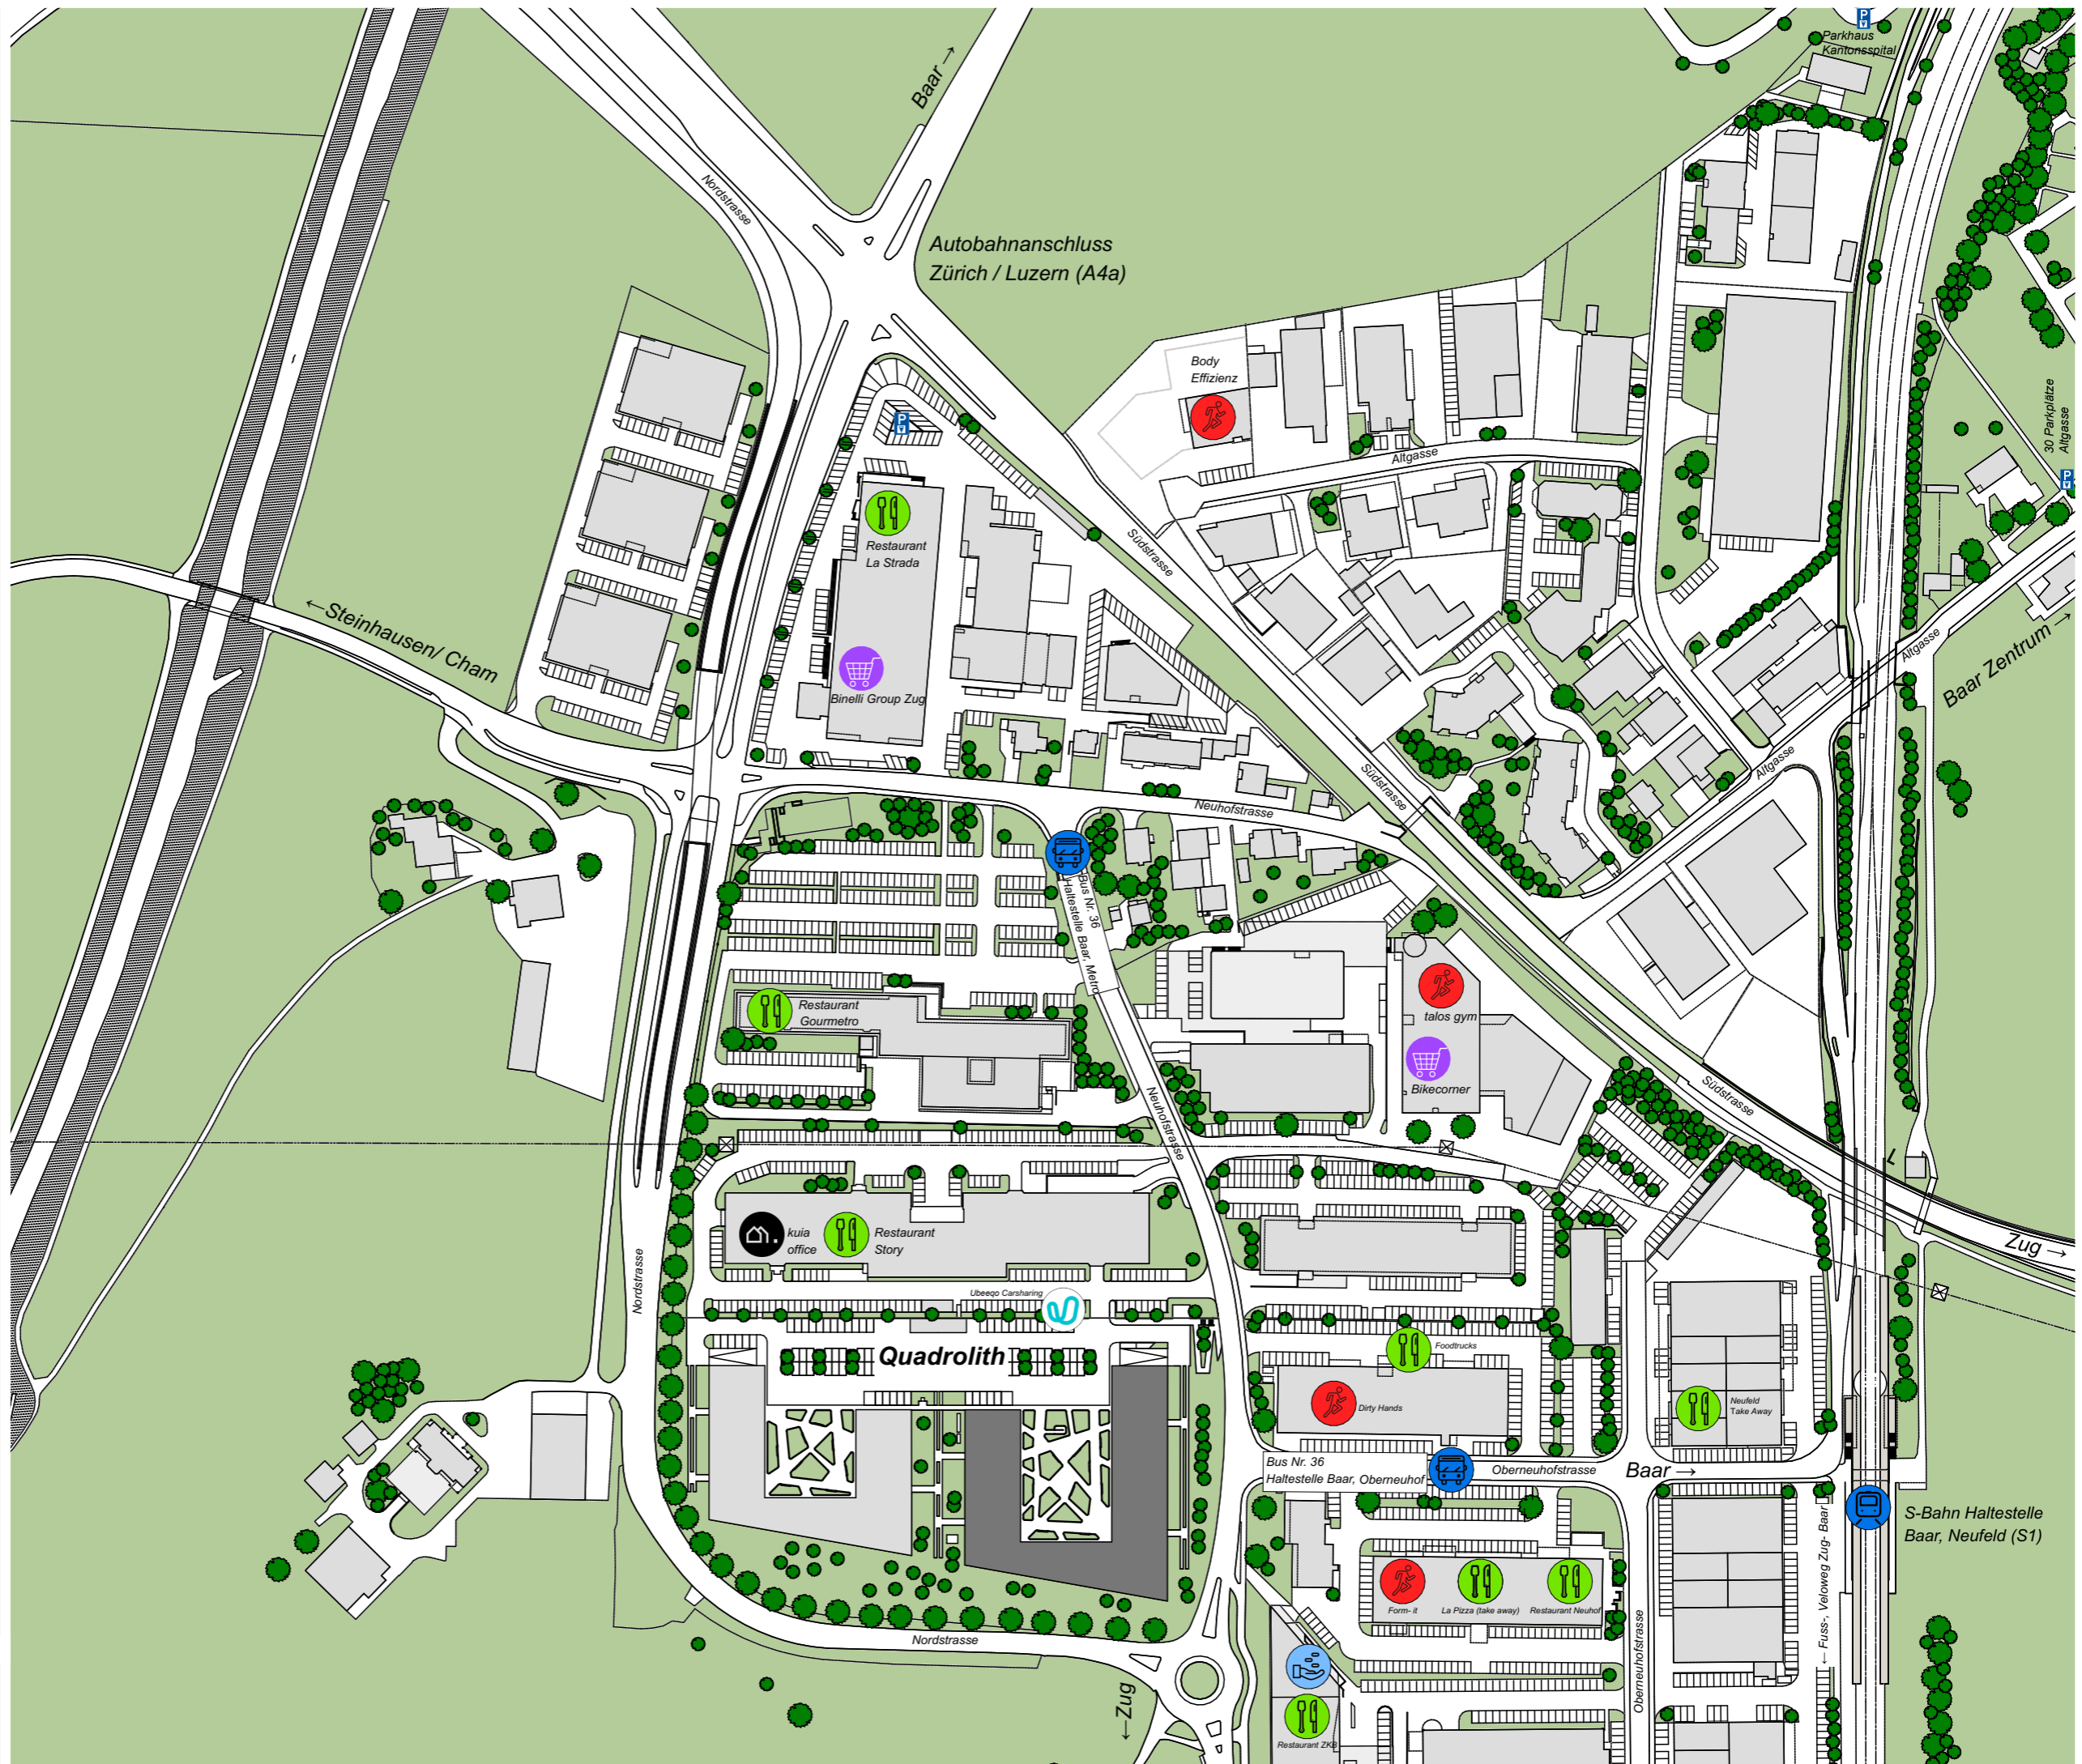 P
Parkhaus
Kantonsspital
Baar →
Nordstrasse
Autobahnanschluss
Zürich / Luzern (A4a)
Body
Effizienz
30 Parkplätze
Altgasse
P
P
Altgasse
Restaurant
La Strada
Südstrasse
←Steinhausen/ Cham
Altgasse
Baar Zentrum →
Binelli Group Zug
Südstrasse
Altgasse
Neuhofstrasse
Bus Nr. 36
Haltestelle Baar, Metro
Restaurant
Gourmetro
talos gym
Bikecorner
Neuhofstrasse
Südstrasse
kuia
office
Restaurant
Story
Zug →
Nordstrasse
Ubeeqo Carsharing
Quadrolith
Foodtrucks
Dirty Hands
Neufeld
Take Away
Bus Nr. 36
Haltestelle Baar, Oberneuhof
Oberneuhofstrasse
Baar →
S-Bahn Haltestelle
Baar, Neufeld (S1)
← Fuss-, Veloweg Zug- Baar
Form- it
La Pizza (take away)
Restaurant Neuhof
Nordstrasse
Oberneuhofstrasse
←Zug
Restaurant ZKB